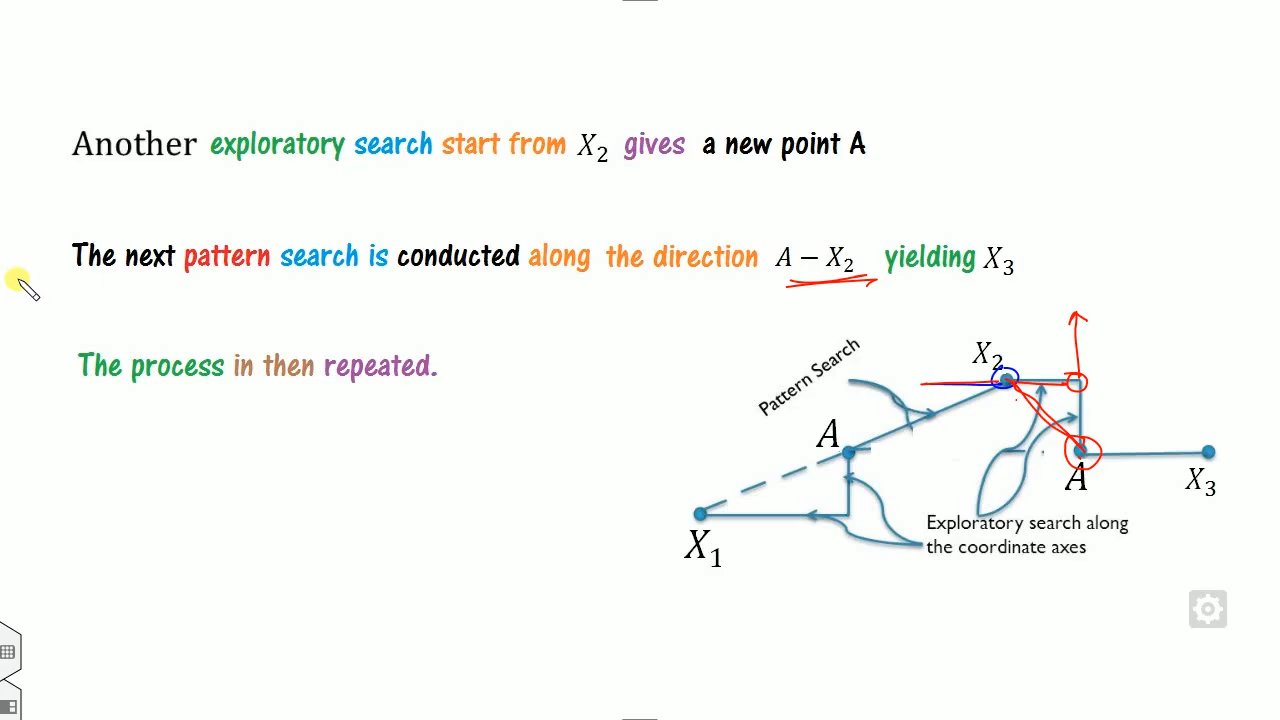 Another exploratory search start from X₂ gives a new point A
The next pattern search is conducted along the direction A − X₂ yielding X₃
The process in then repeated.
Pattern Search
X₂
A
A
X₃
X₁
Exploratory search along
the coordinate axes